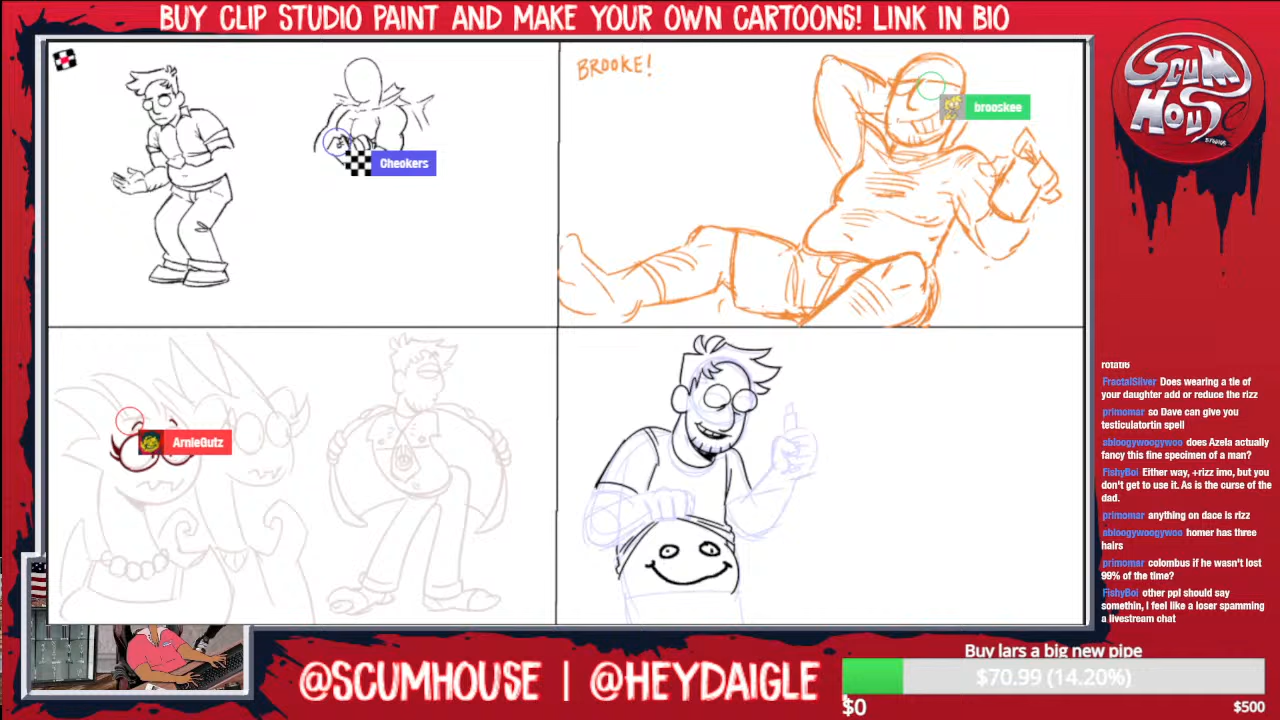 BUY CLIP STUDIO PAINT AND MAKE YOUR OWN CARTOONS! LINK IN BIO
SCUM
HOUSE
STUDIOS
BROOKE!
brooskee
Cheokers
ArnieGutz
FractalSilver Does wearing a tie of
your daughter add or reduce the rizz
primomar so Dave can give you
testiculatortin spell
abloogywoogywoo does Azela actually
fancy this fine specimen of a man?
FishyBoi Either way, +rizz imo, but you
don't get to use it. As is the curse of the
dad.
primomar anything on dace is rizz
abloogywoogywoo homer has three
hairs
primomar colombus if he wasn't lost
99% of the time?
FishyBoi other ppl should say
somethin, I feel like a loser spamming
a livestream chat
@SCUMHOUSE | @HEYDAIGLE
Buy lars a big new pipe
$70.99 (14.20%)
$0
$500